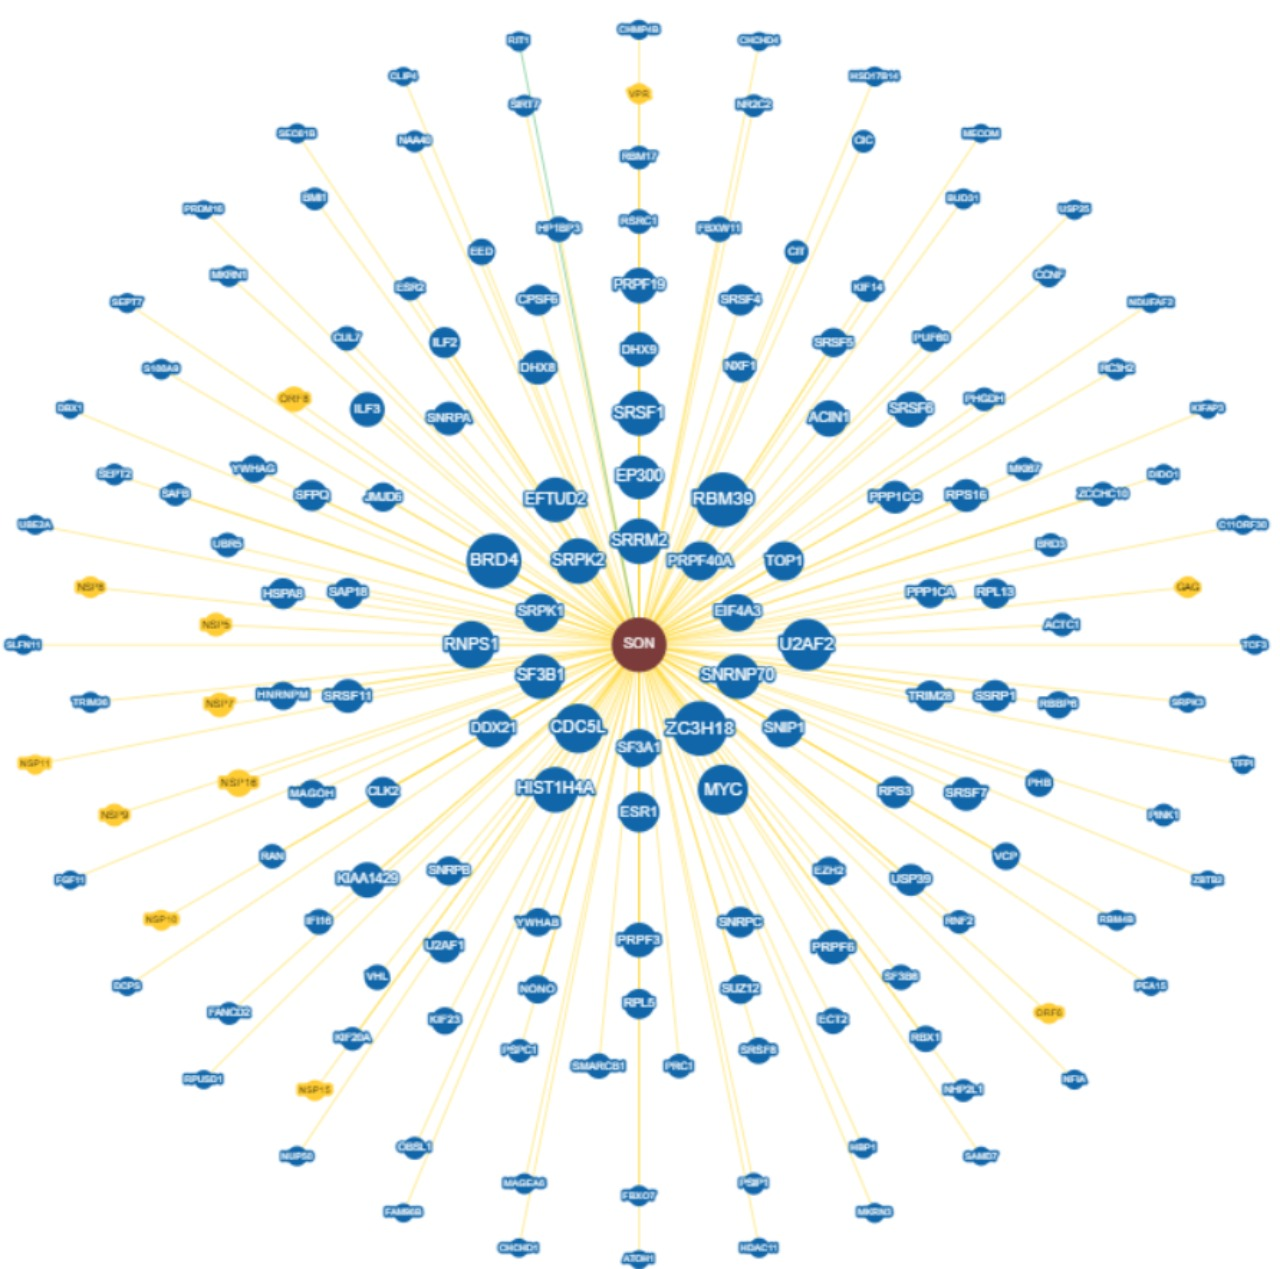 CHMP4B
RIT1
CHCHD4
CLIP4
HSD17B14
VPR
SIRT7
NR2C2
SEC61B
MECOM
NAA40
CIC
RBM17
BMI1
BUD31
PRDM16
USP35
RSRC1
HP1BP3
FBXW11
EED
CIT
MKRN1
CCNF
PRPF19
ESR2
KIF14
SEPT7
CPSF6
SRSF4
NDUFAF3
CUL7
ILF2
SRSF5
PUF60
DHX9
S100A9
DHX8
NXF1
RC3H2
ORF8
PHGDH
DBX1
ILF3
SRSF6
KIFAP3
SNRPA
SRSF1
ACIN1
YWHAG
MKI67
SEPT2
EP300
DIDO1
SAFB
SFPQ
JMJD6
EFTUD2
RBM39
PPP1CC
RPS16
ZCCHC10
UBE2A
C11ORF30
UBR5
SRRM2
BRD3
BRD4
SRPK2
PRPF40A
TOP1
NSP8
HSPA8
SAP18
PPP1CA
RPL13
GAG
SRPK1
EIF4A3
NSP5
ACTC1
SLFN11
RNPS1
SON
U2AF2
TCF3
SF3B1
SNRNP70
TRIM26
NSP7
HNRNPM
SRSF11
TRIM28
SSRP1
RBBP6
SRPK3
DDX21
CDC5L
ZC3H18
SNIP1
SF3A1
NSP11
TFPI
NSP16
PHB
MAGOH
CLK2
HIST1H4A
MYC
RPS3
SRSF7
NSP9
ESR1
PINK1
RAN
VCP
FGF11
KIAA1429
SNRPB
EZH2
USP39
ZBTB2
NSP10
IFI16
YWHAB
SNRPC
RNF2
RBM4B
U2AF1
PRPF3
PRPF6
VHL
SF3B6
DCPS
NONO
SUZ12
PEA15
RPL5
FANCD2
KIF23
ECT2
ORF6
KIF20A
RBX1
PSPC1
SRSF8
SMARCB1
PRC1
RPUSD1
NSP15
NHP2L1
NFIA
OBSL1
HBP1
NUP50
SAMD7
MAGEA6
PSIP1
FBXO7
FAM86B
MKRN3
CHCHD1
HDAC11
ATOH1